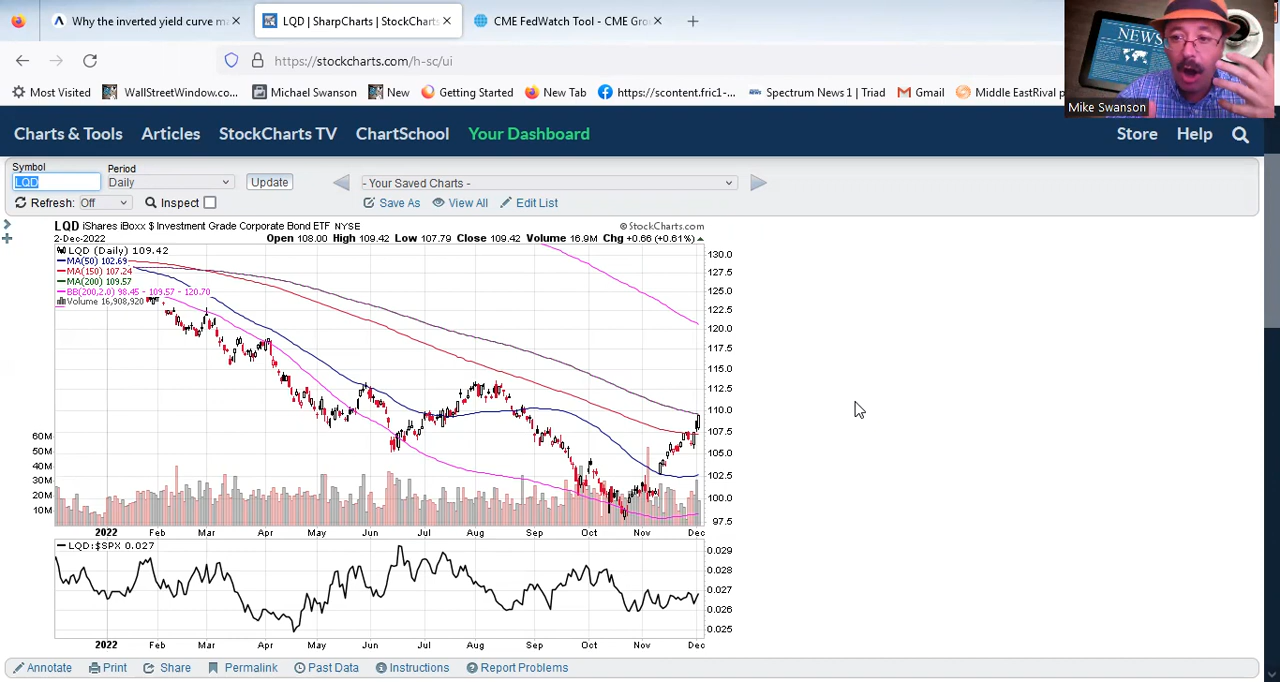 Why the inverted yield curve ma
LQD | SharpCharts | StockCharts
CME FedWatch Tool - CME Gro
https://stockcharts.com/h-sc/ui
Most Visited
WallStreetWindow.co...
Michael Swanson
New
Getting Started
New Tab
https://scontent.fric1-...
Spectrum News 1 | Triad
Gmail
Middle EastRival p
NEWS
Mike Swanson
Charts & Tools
Articles
StockCharts TV
ChartSchool
Your Dashboard
Store
Help
Symbol
Period
LQD
Daily
Update
- Your Saved Charts -
Refresh: Off
Inspect
Save As
View All
Edit List
LQD iShares iBoxx $ Investment Grade Corporate Bond ETF NYSE
© StockCharts.com
2-Dec-2022
Open 108.00 High 109.42 Low 107.79 Close 109.42 Volume 16.9M Chg +0.66 (+0.61%)
LQD (Daily) 109.42
MA(50) 102.69
MA(150) 107.24
MA(200) 109.57
BB(200,2.0) 98.45 - 109.57 - 120.70
Volume 16,908,920
130.0
127.5
125.0
122.5
120.0
117.5
115.0
112.5
110.0
107.5
105.0
102.5
100.0
97.5
60M
50M
40M
30M
20M
10M
2022 Feb Mar Apr May Jun Jul Aug Sep Oct Nov Dec
LQD:$SPX 0.027
0.029
0.028
0.027
0.026
0.025
2022 Feb Mar Apr May Jun Jul Aug Sep Oct Nov Dec
Annotate
Print
Share
Permalink
Past Data
Instructions
Report Problems